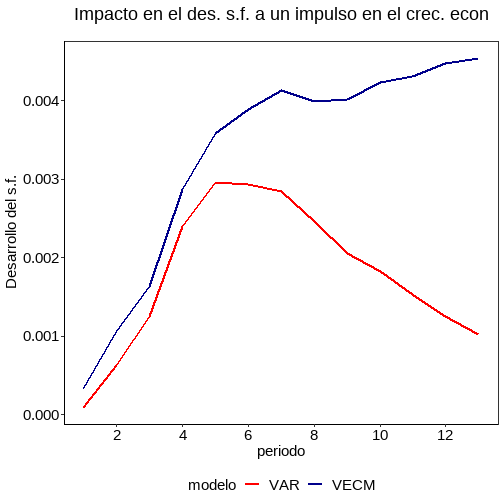 Impacto en el des. s.f. a un impulso en el crec. econ
Desarrollo del s.f.
0.004
0.003
0.002
0.001
0.000
2 4 6 8 10 12
periodo
modelo VAR VECM